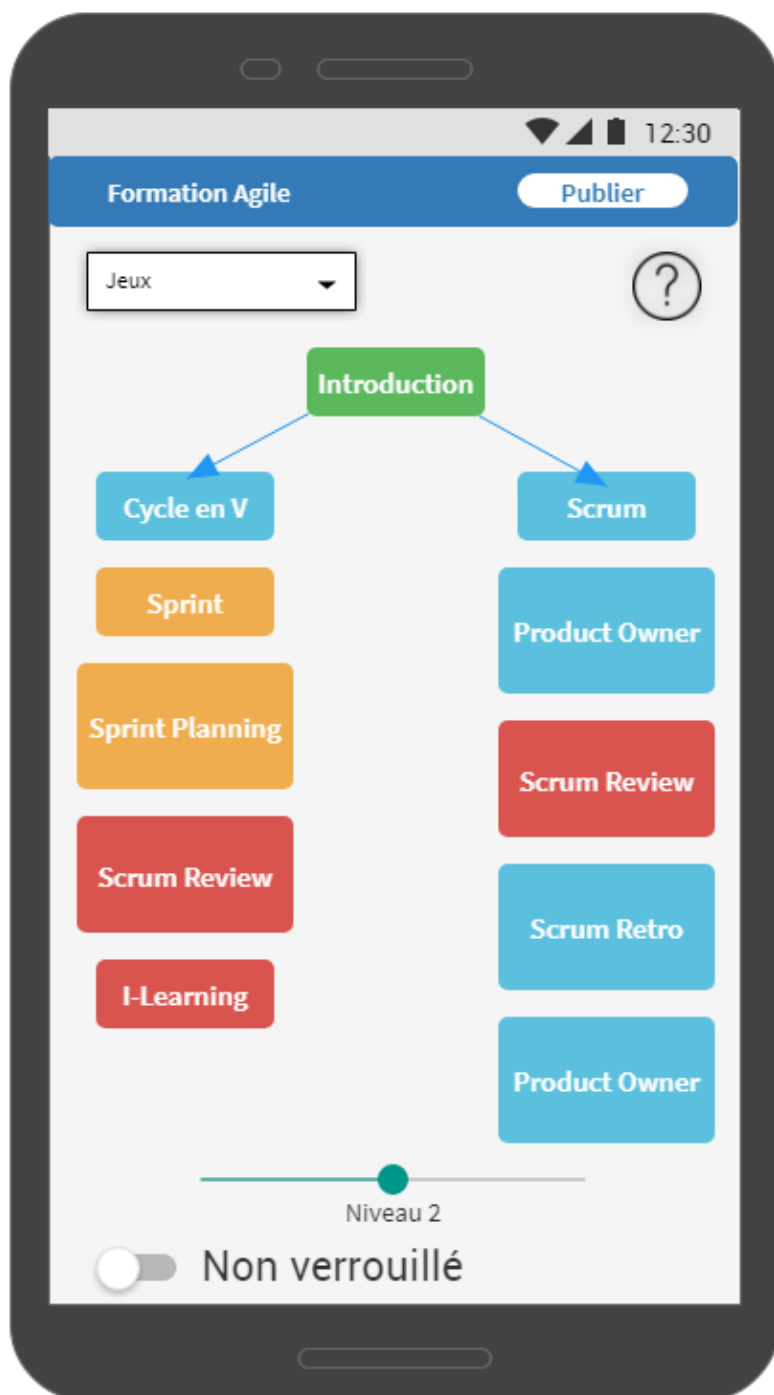 12:30
Formation Agile
Publier
Jeux
?
Introduction
Cycle en V
Scrum
Sprint
Product Owner
Sprint Planning
Scrum Review
Scrum Review
Scrum Retro
I-Learning
Product Owner
Niveau 2
Non verrouillé